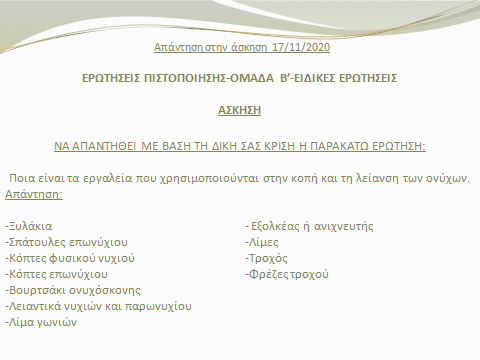 Απάντηση στην άσκηση 17/11/2020
ΕΡΩΤΗΣΕΙΣ ΠΙΣΤΟΠΟΙΗΣΗΣ-ΟΜΑΔΑ Β’-ΕΙΔΙΚΕΣ ΕΡΩΤΗΣΕΙΣ
ΑΣΚΗΣΗ
ΝΑ ΑΠΑΝΤΗΘΕΙ ΜΕ ΒΑΣΗ ΤΗ ΔΙΚΗ ΣΑΣ ΚΡΙΣΗ Η ΠΑΡΑΚΑΤΩ ΕΡΩΤΗΣΗ:
Ποια είναι τα εργαλεία που χρησιμοποιούνται στην κοπή και τη λείανση των ονύχων.
Απάντηση:
-Ξυλάκια
-Σπάτουλες επωνύχιου
-Κόπτες φυσικού νυχιού
-Κόπτες επωνύχιου
-Βουρτσάκι ονυχόσκονης
-Λειαντικά νυχιών και παρωνυχίου
-Λίμα γωνιών
- Εξολκέας ή ανιχνευτής
-Λίμες
-Τροχός
-Φρέζες τροχού